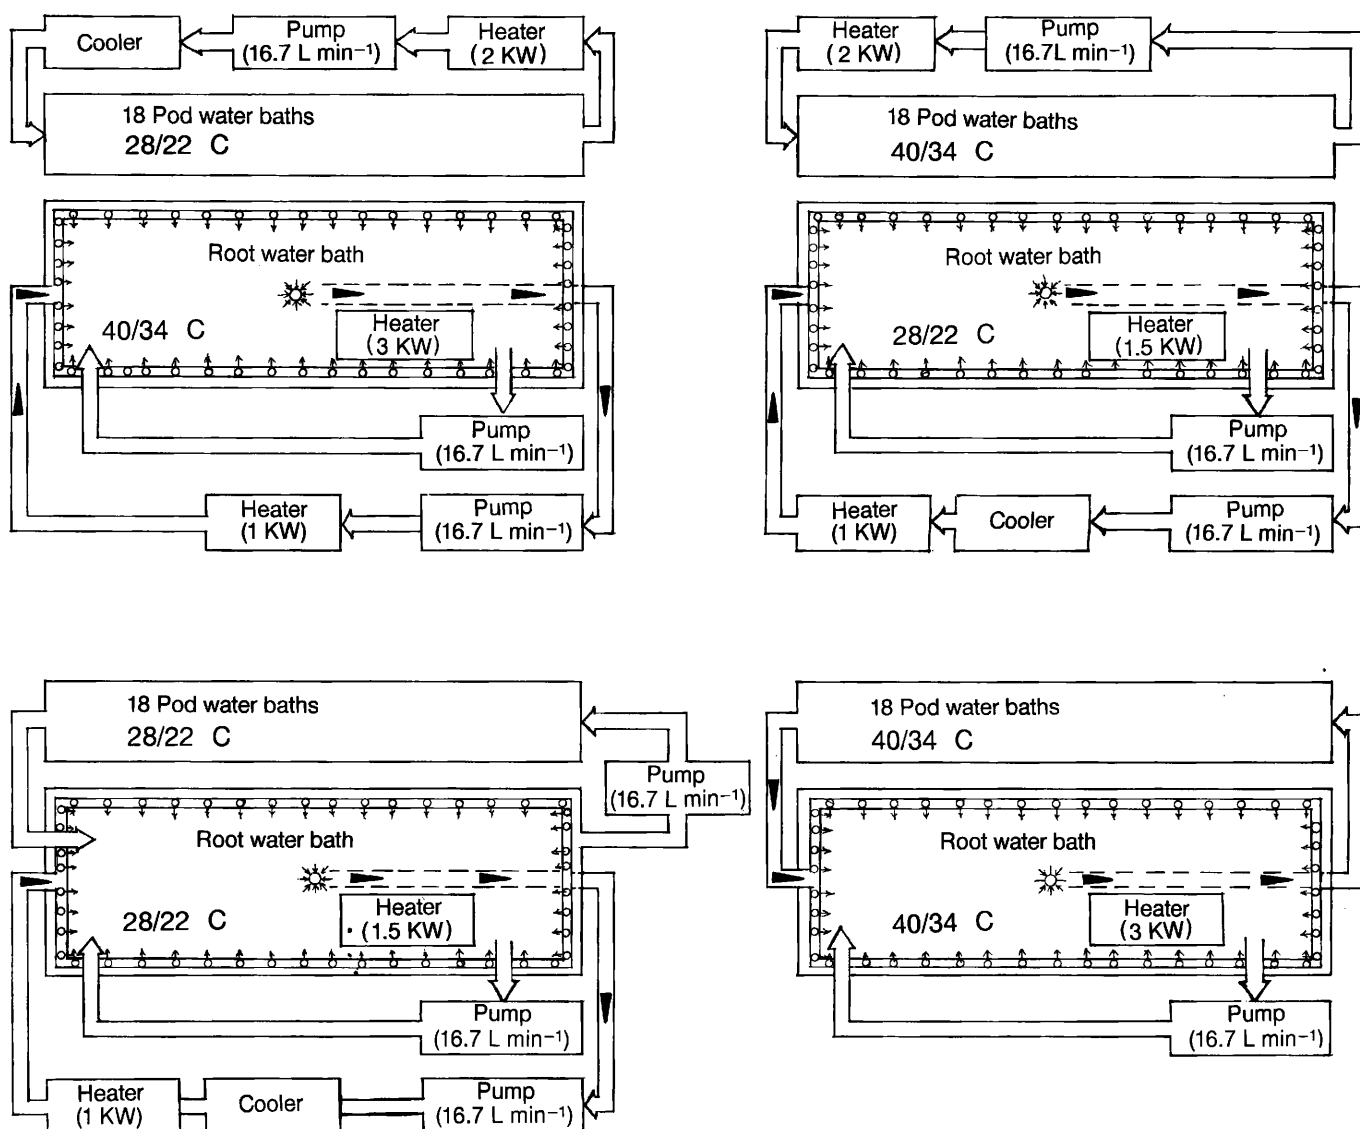 Cooler
Pump
(16.7 L min⁻¹)
Heater
(2 KW)
18 Pod water baths
28/22 C
Root water bath
40/34 C
Heater
(3 KW)
Pump
(16.7 L min⁻¹)
Heater
(1 KW)
Pump
(16.7 L min⁻¹)
Heater
(2 KW)
Pump
(16.7 L min⁻¹)
18 Pod water baths
40/34 C
Root water bath
28/22 C
Heater
(1.5 KW)
Pump
(16.7 L min⁻¹)
Heater
(1 KW)
Cooler
Pump
(16.7 L min⁻¹)
18 Pod water baths
28/22 C
Pump
(16.7 L min⁻¹)
Root water bath
28/22 C
Heater
(1.5 KW)
Pump
(16.7 L min⁻¹)
Heater
(1 KW)
Cooler
Pump
(16.7 L min⁻¹)
18 Pod water baths
40/34 C
Root water bath
40/34 C
Heater
(3 KW)
Pump
(16.7 L min⁻¹)